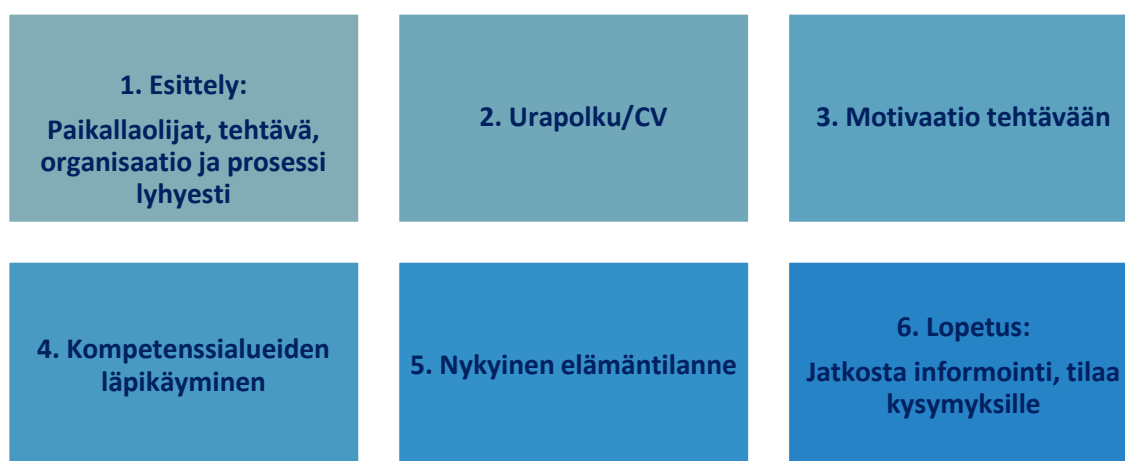 1. Esittely:
Paikallaolijat, tehtävä,
organisaatio ja prosessi
lyhyesti
2. Urapolku/CV
3. Motivaatio tehtävään
4. Kompetenssialueiden
läpikäyminen
5. Nykyinen elämäntilanne
6. Lopetus:
Jatkosta informointi, tilaa
kysymyksille